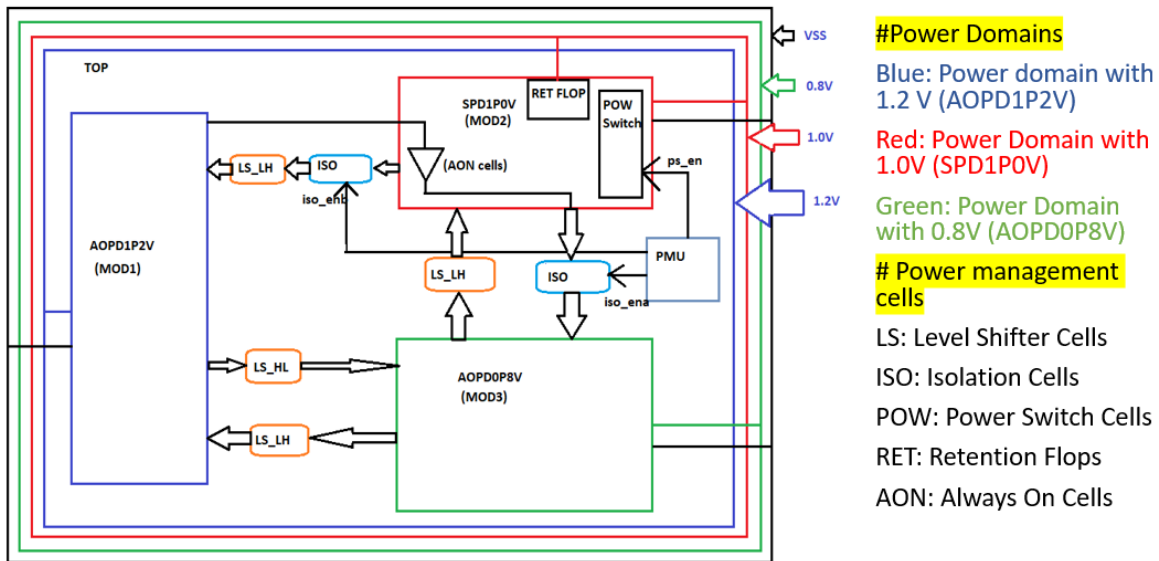 TOP
VSS
0.8V
1.0V
1.2V
RET FLOP
SPD1P0V
(MOD2)
POW
Switch
(AON cells)
ps_en
LS_LH
ISO
iso_enb
AOPD1P2V
(MOD1)
LS_LH
ISO
iso_ena
PMU
LS_HL
AOPD0P8V
(MOD3)
LS_LH
#Power Domains
Blue: Power domain with
1.2 V (AOPD1P2V)
Red: Power Domain with
1.0V (SPD1P0V)
Green: Power Domain
with 0.8V (AOPD0P8V)
# Power management
cells
LS: Level Shifter Cells
ISO: Isolation Cells
POW: Power Switch Cells
RET: Retention Flops
AON: Always On Cells